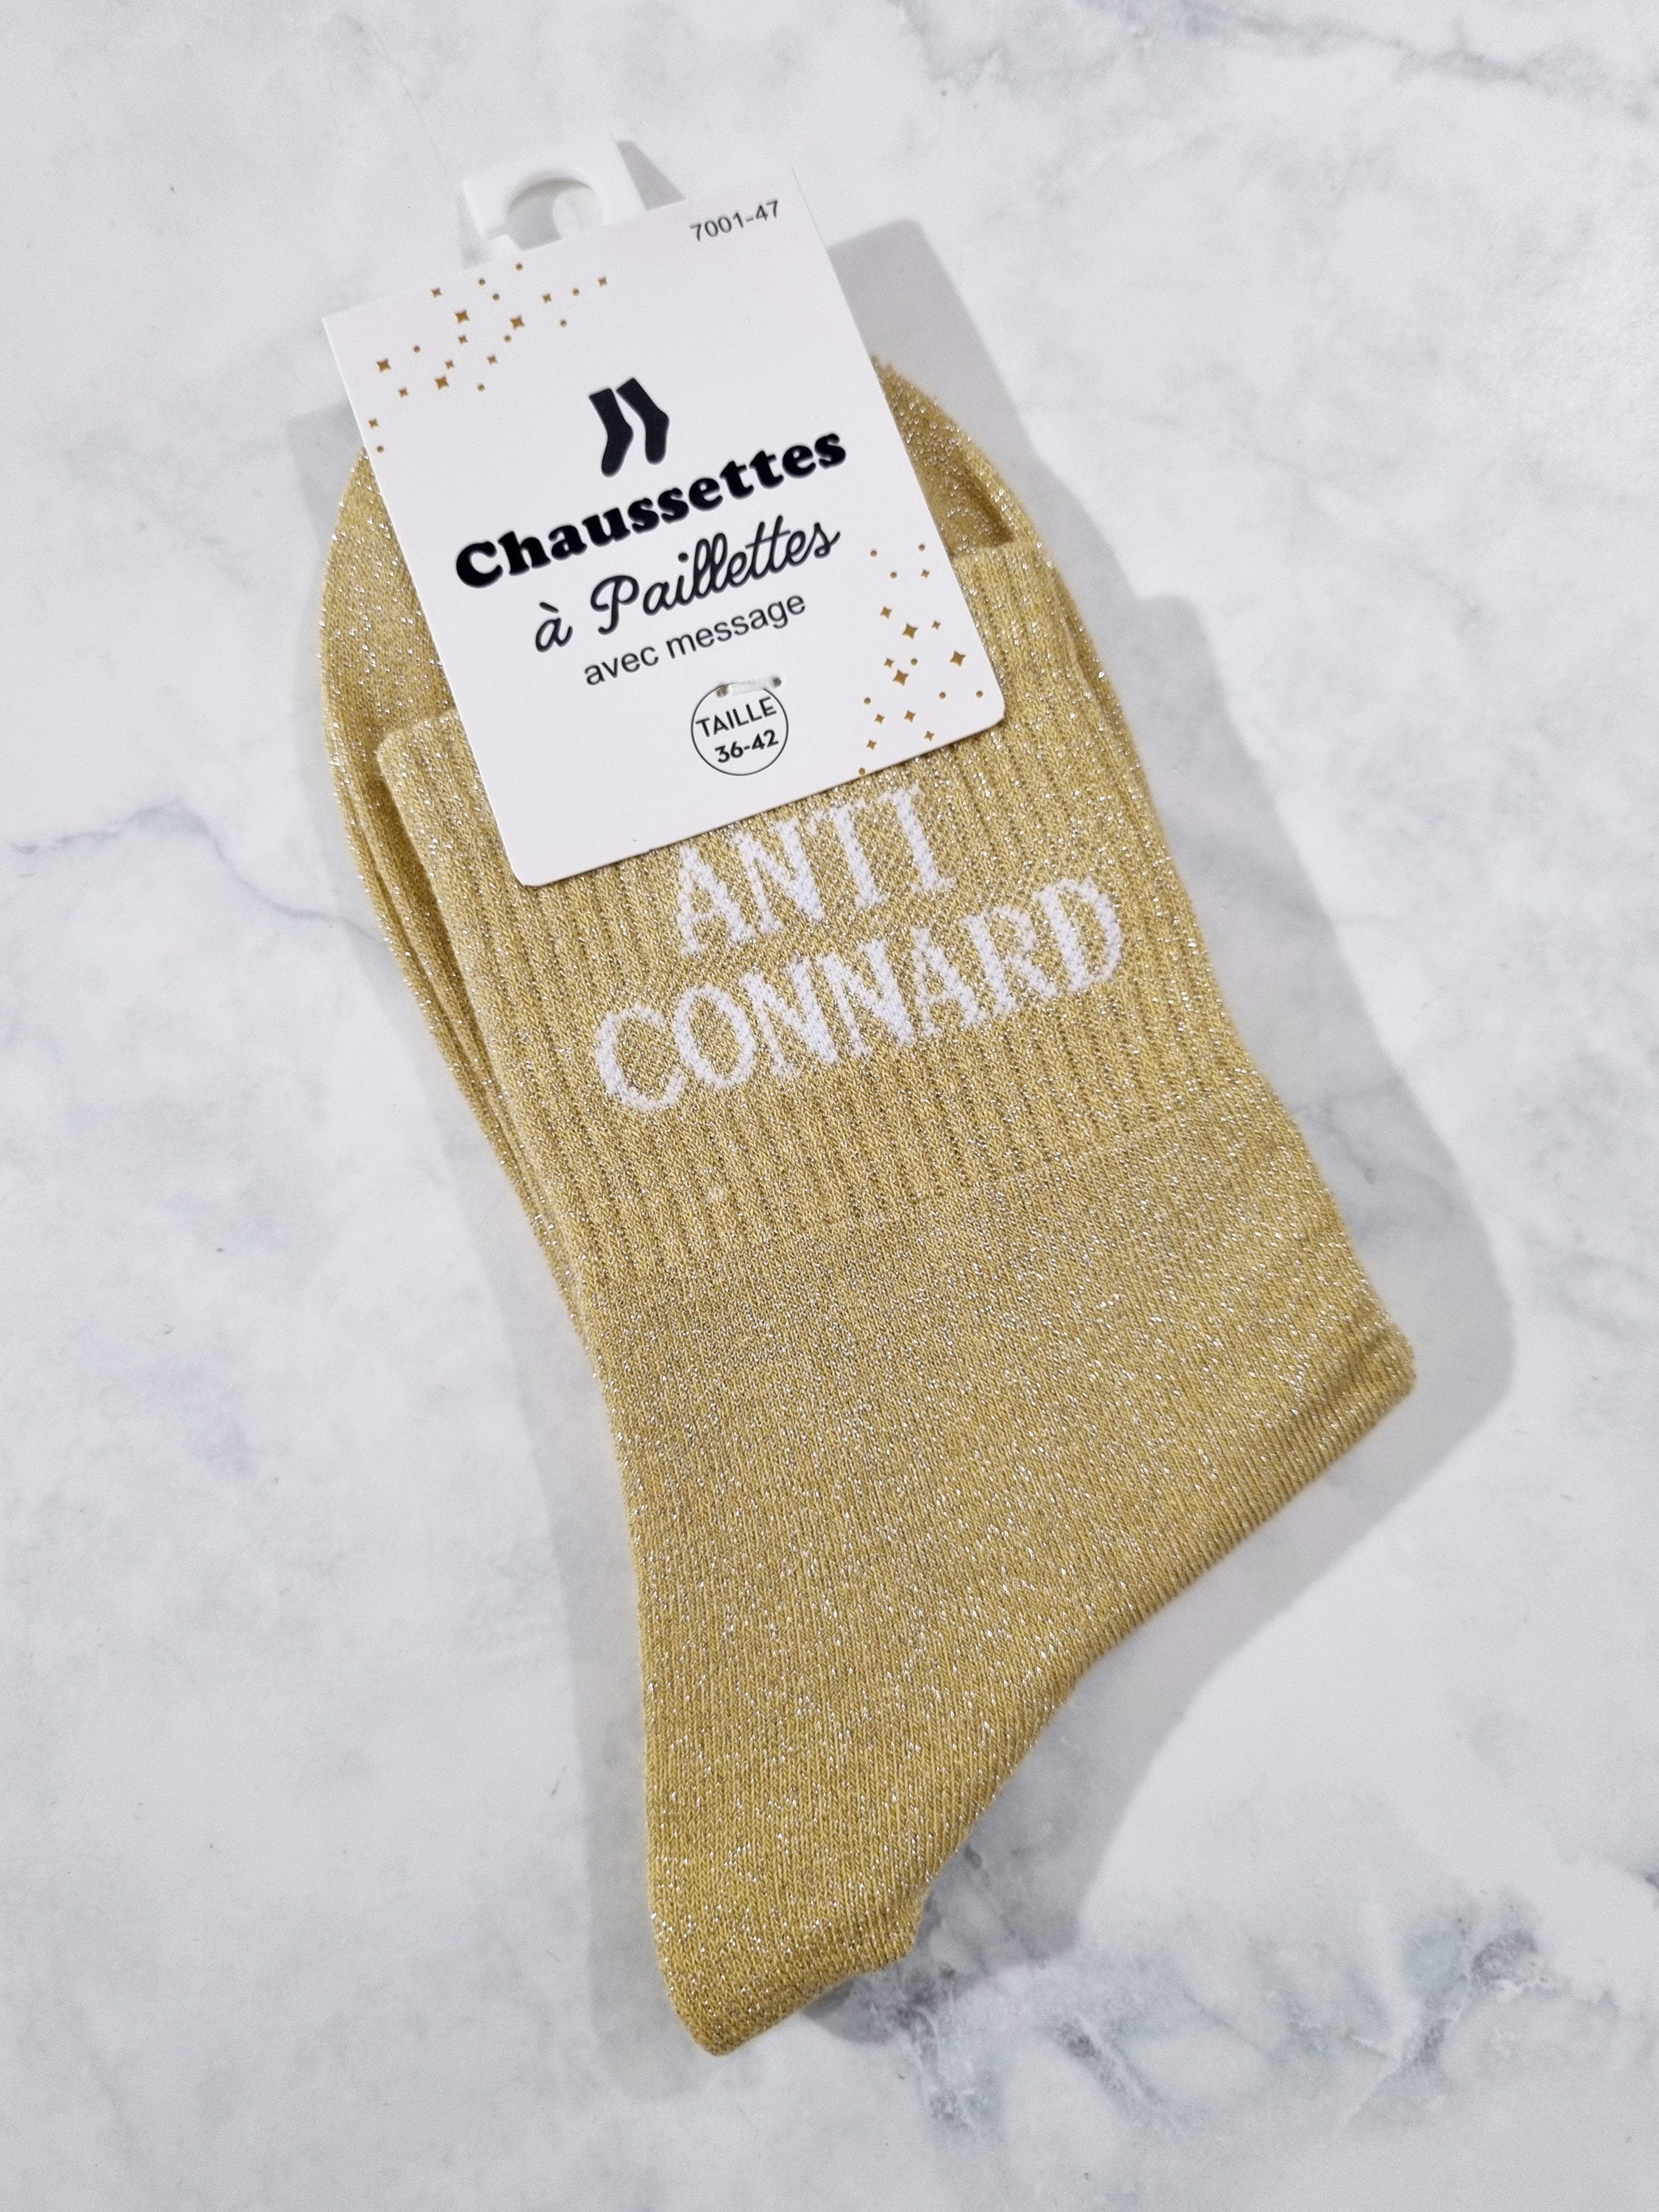 7001-47
Chaussettes
à Paillettes
avec message
TAILLE
36-42
ANTI
CONNARD